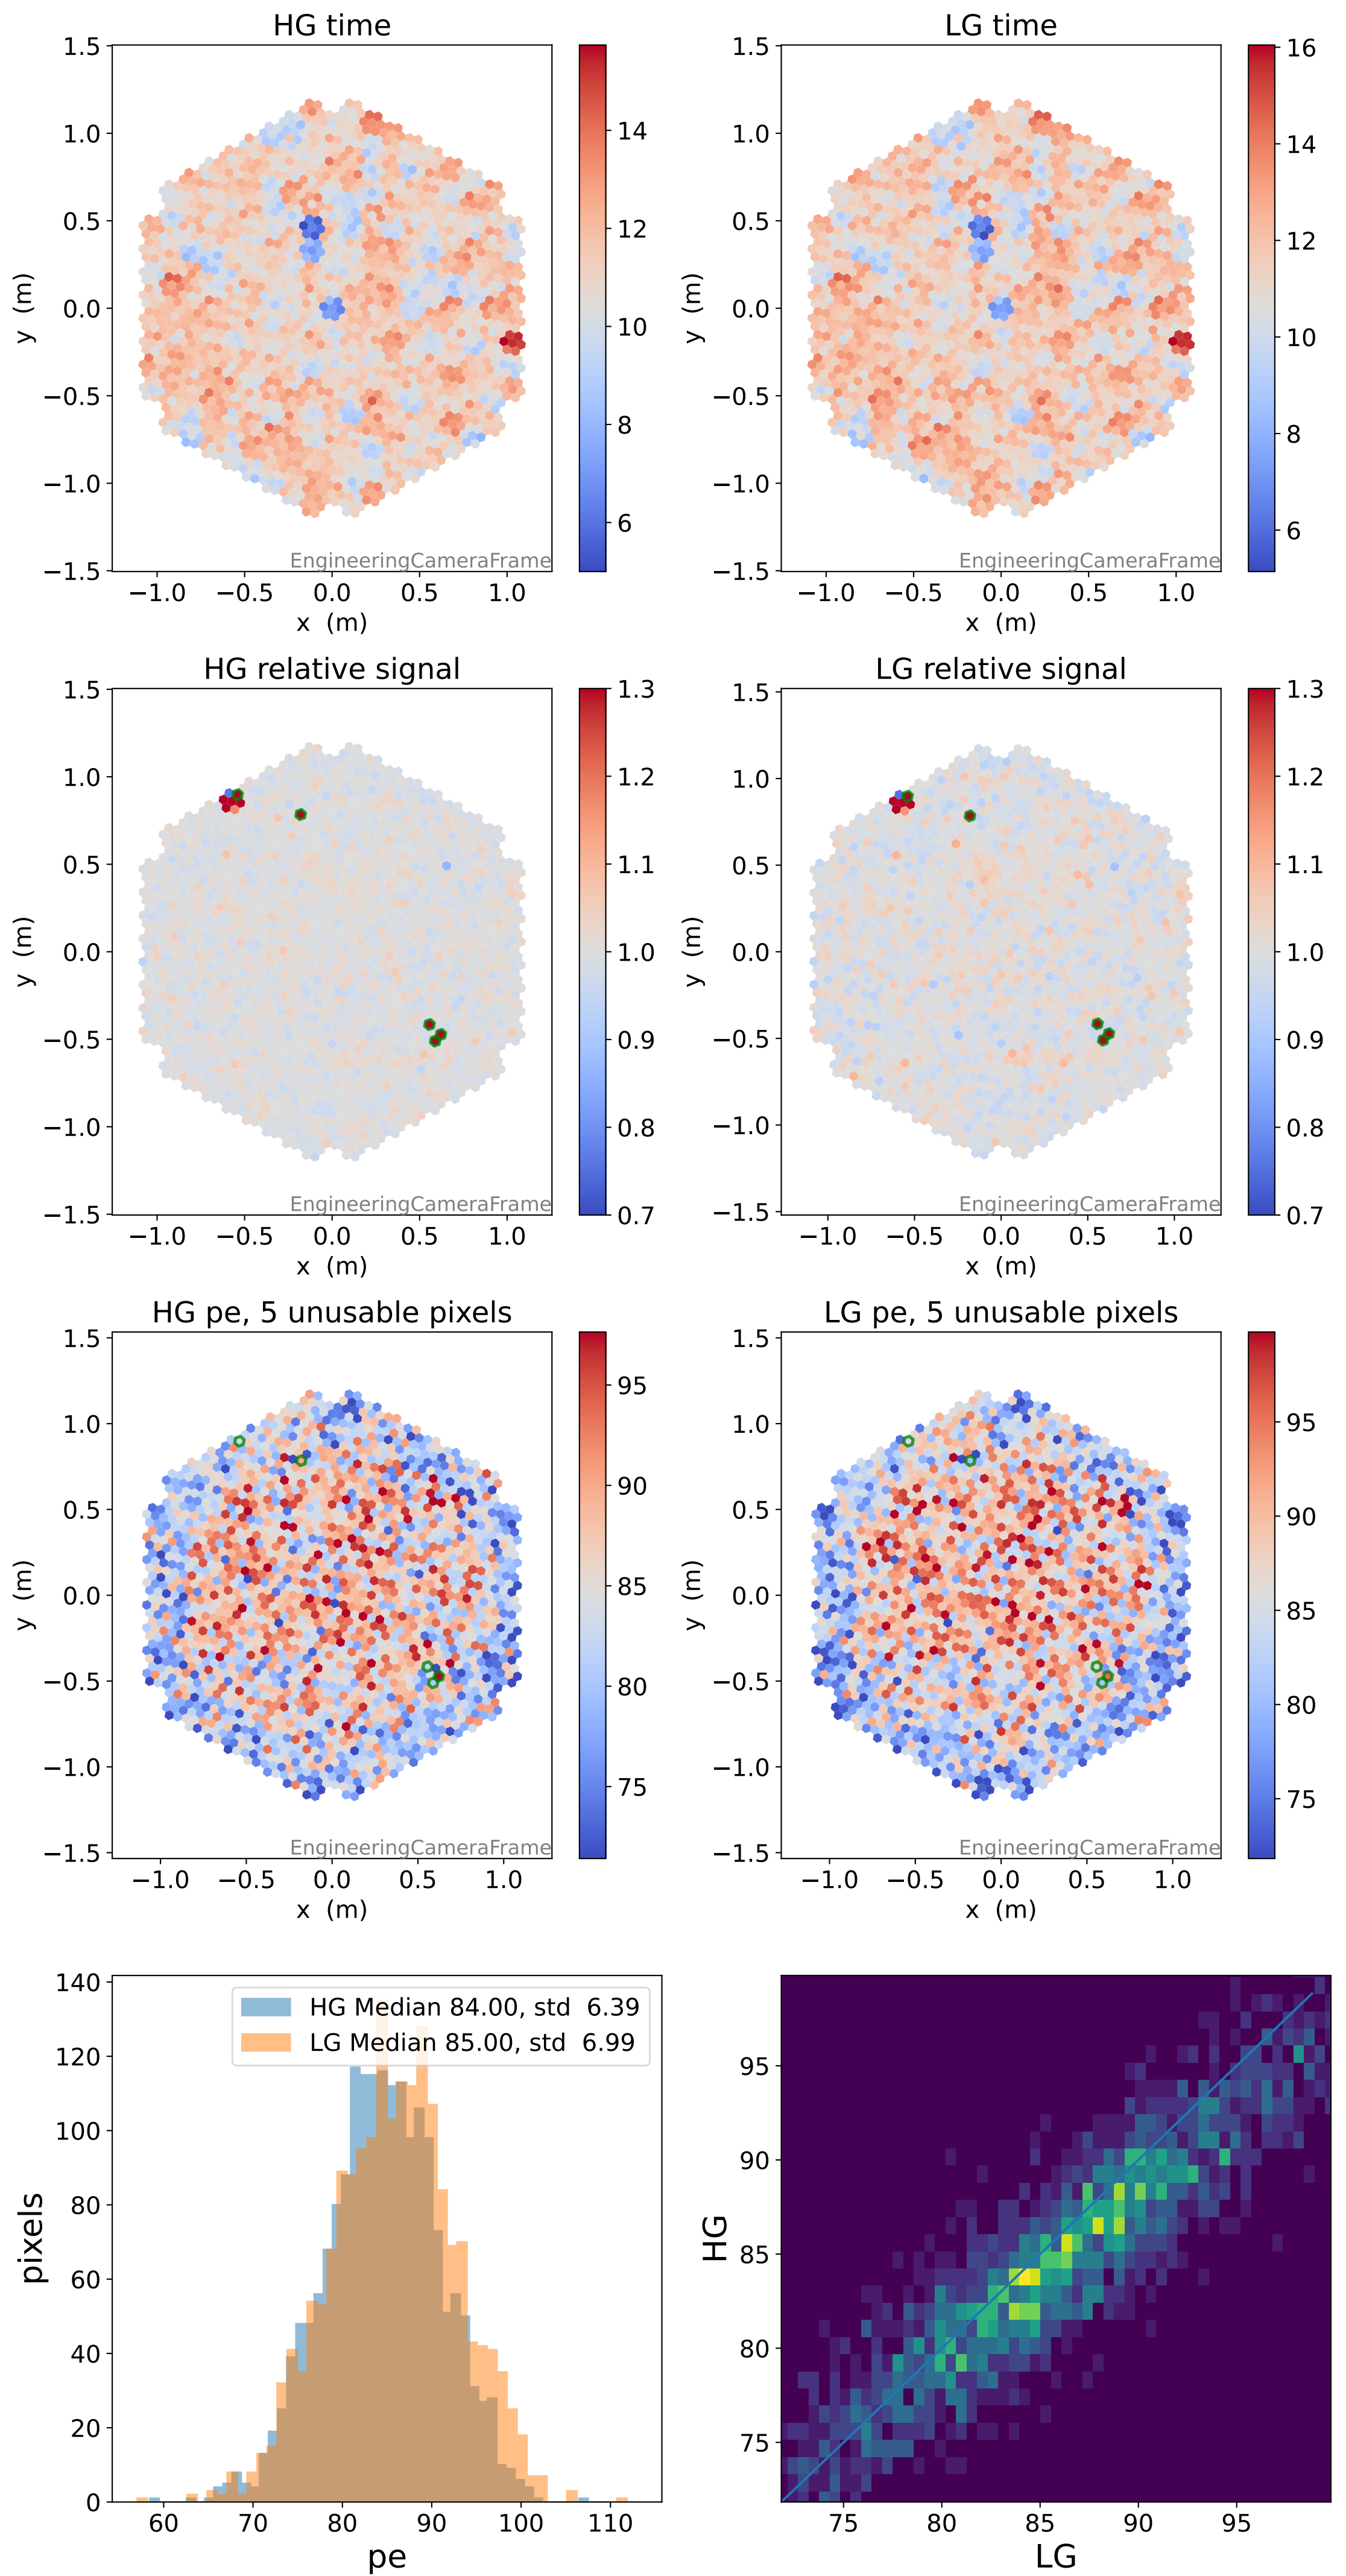 HG time
LG time
1.5
1.0
0.5
0.0
−0.5
−1.0
−1.5
y (m)
−1.0 −0.5 0.0 0.5 1.0
x (m)
EngineeringCameraFrame
14
12
10
8
6
1.5
1.0
0.5
0.0
−0.5
−1.0
−1.5
y (m)
−1.0 −0.5 0.0 0.5 1.0
x (m)
EngineeringCameraFrame
16
14
12
10
8
6
HG relative signal
LG relative signal
1.5
1.0
0.5
0.0
−0.5
−1.0
−1.5
y (m)
−1.0 −0.5 0.0 0.5 1.0
x (m)
EngineeringCameraFrame
1.3
1.2
1.1
1.0
0.9
0.8
0.7
1.5
1.0
0.5
0.0
−0.5
−1.0
−1.5
y (m)
−1.0 −0.5 0.0 0.5 1.0
x (m)
EngineeringCameraFrame
1.3
1.2
1.1
1.0
0.9
0.8
0.7
HG pe, 5 unusable pixels
LG pe, 5 unusable pixels
1.5
1.0
0.5
0.0
−0.5
−1.0
−1.5
y (m)
−1.0 −0.5 0.0 0.5 1.0
x (m)
EngineeringCameraFrame
95
90
85
80
75
1.5
1.0
0.5
0.0
−0.5
−1.0
−1.5
y (m)
−1.0 −0.5 0.0 0.5 1.0
x (m)
EngineeringCameraFrame
95
90
85
80
75
140
120
100
80
60
40
20
0
pixels
HG Median 84.00, std 6.39
LG Median 85.00, std 6.99
60 70 80 90 100 110
pe
95
90
85
80
75
HG
75 80 85 90 95
LG